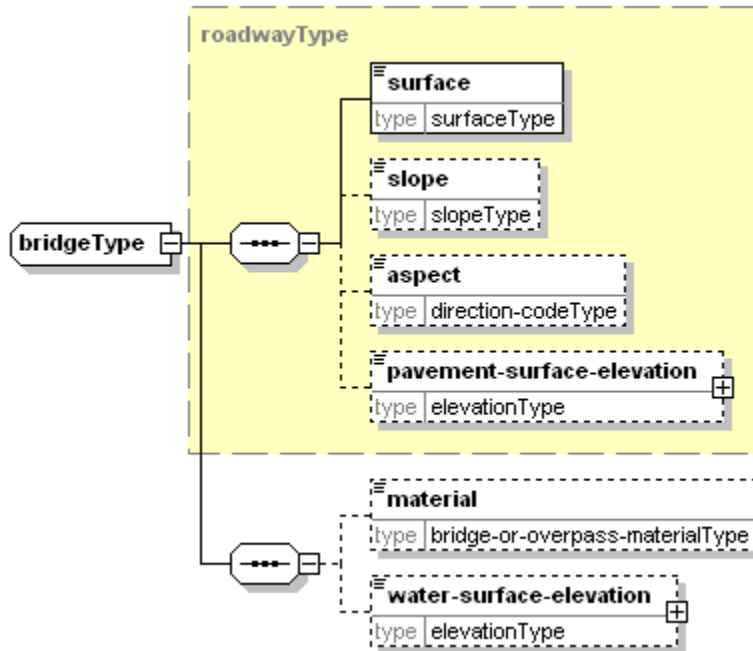 roadwayType
surface
type surfaceType
slope
type slopeType
bridgeType
aspect
type direction-codeType
pavement-surface-elevation
type elevationType
material
type bridge-or-overpass-materialType
water-surface-elevation
type elevationType